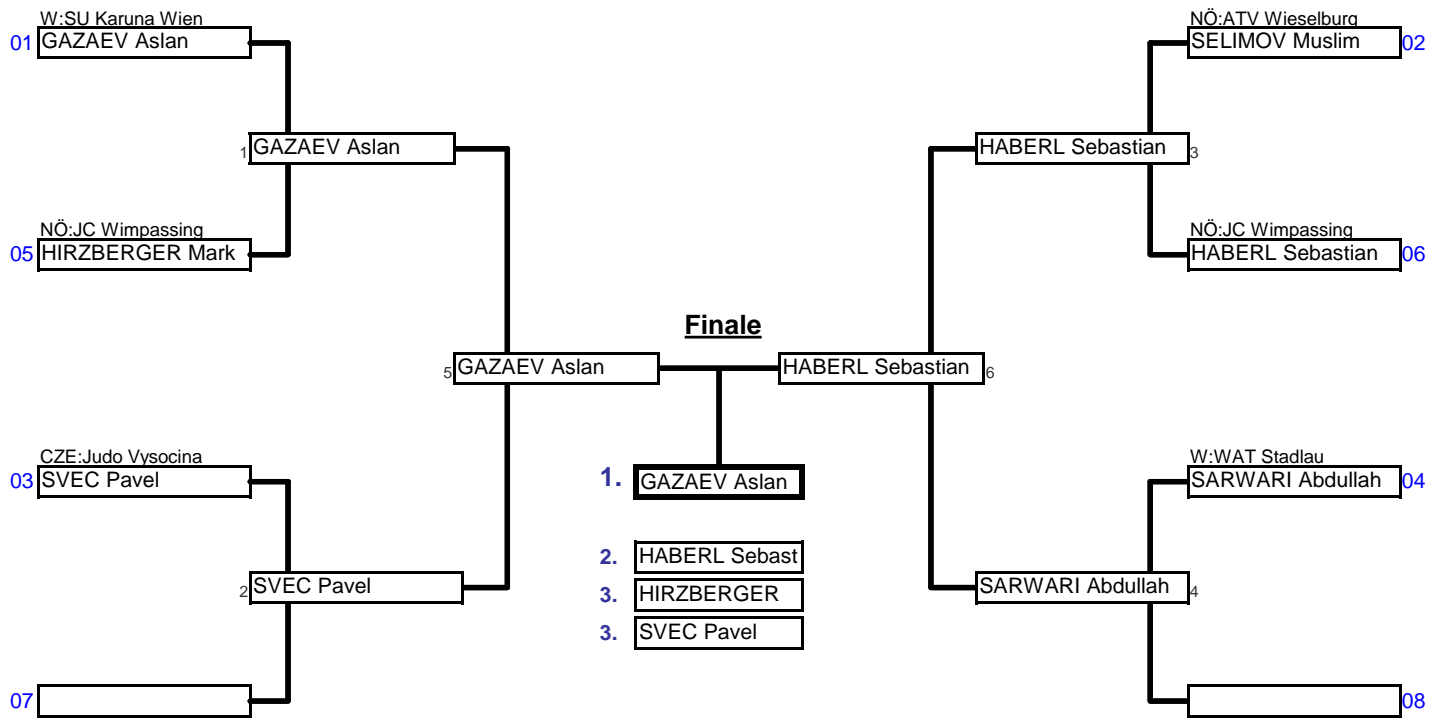 W:SU Karuna Wien
01 GAZAEV Aslan
NÖ:ATV Wieselburg
SELIMOV Muslim 02
1 GAZAEV Aslan
HABERL Sebastian 3
NÖ:JC Wimpassing
05 HIRZBERGER Mark
NÖ:JC Wimpassing
HABERL Sebastian 06
Finale
5 GAZAEV Aslan
HABERL Sebastian 6
CZE:Judo Vysocina
03 SVEC Pavel
1. GAZAEV Aslan
W:WAT Stadlau
SARWARI Abdullah 04
2. HABERL Sebast
2 SVEC Pavel
3. HIRZBERGER
SARWARI Abdullah 4
3. SVEC Pavel
07
08